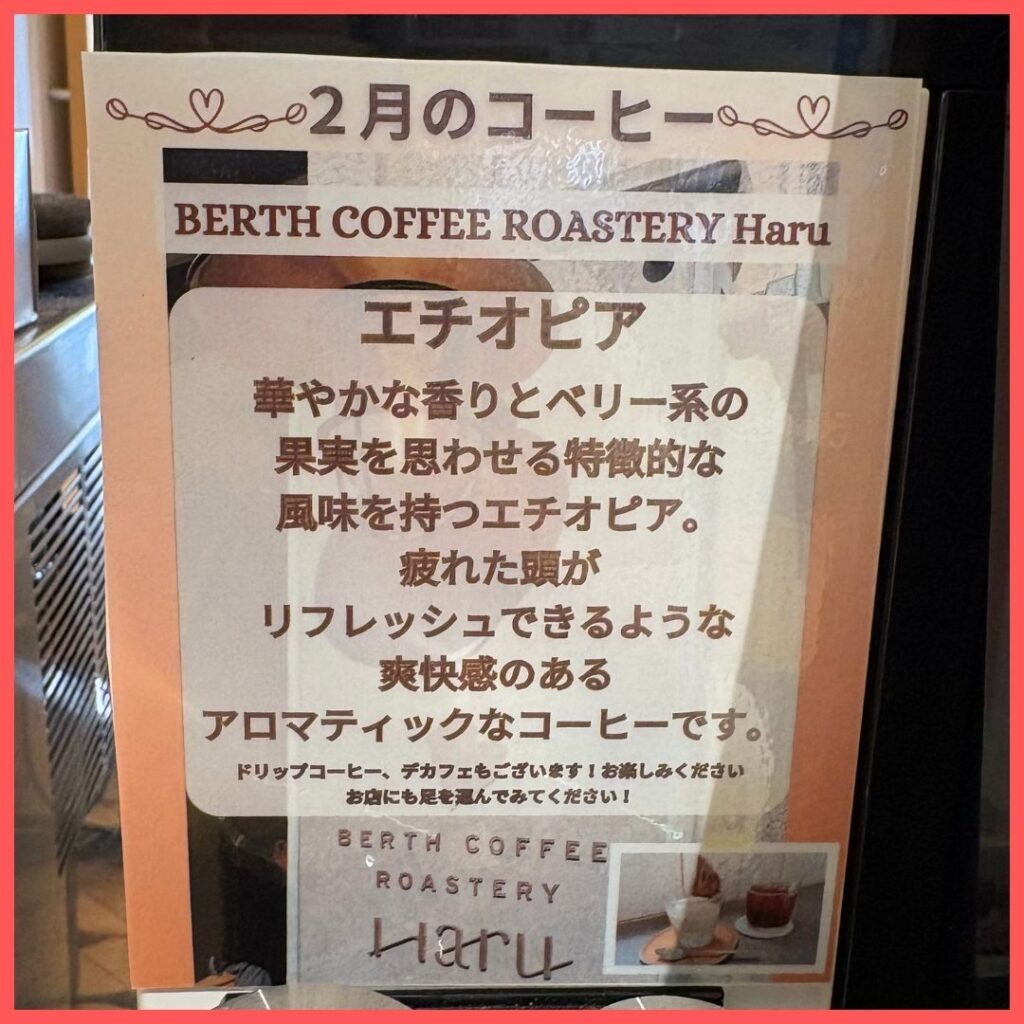 2月のコーヒー
BERTH COFFEE ROASTERY Haru
エチオピア
華やかな香りとベリー系の
果実を思わせる特徴的な
風味を持つエチオピア。
疲れた頭が
リフレッシュできるような
爽快感のある
アロマティックなコーヒーです。
ドリップコーヒー、デカフェもございます！お楽しみください
お店にも足を運んでみてください！
BERTH COFFEE
ROASTERY
Haru